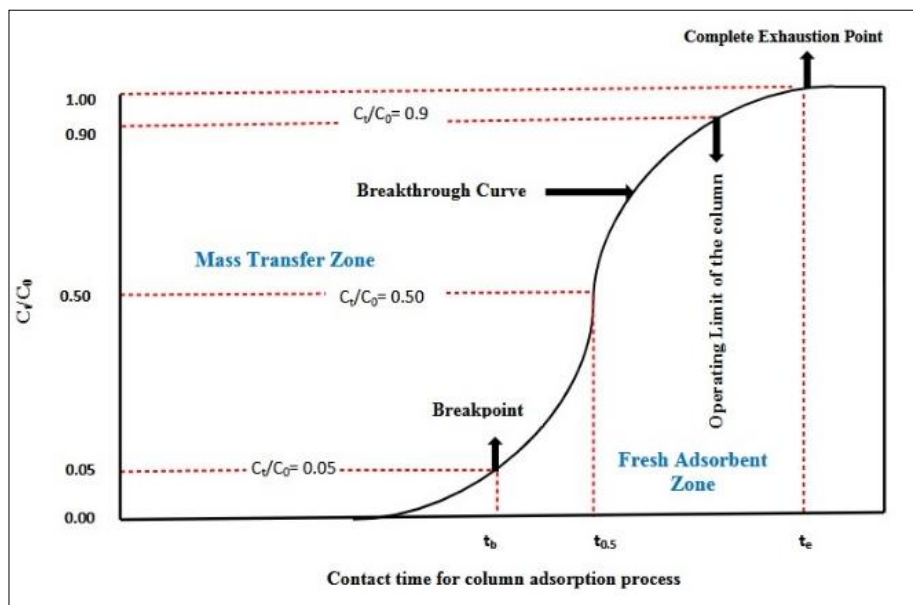 Complete Exhaustion Point
1.00
Cₜ/C₀= 0.9
0.90
Breakthrough Curve
Mass Transfer Zone
Operating Limit of the column
Cₜ/C₀
0.50
Cₜ/C₀= 0.50
Breakpoint
Cₜ/C₀= 0.05
0.05
Fresh Adsorbent
Zone
0.00
t_b
t₀.₅
tₑ
Contact time for column adsorption process